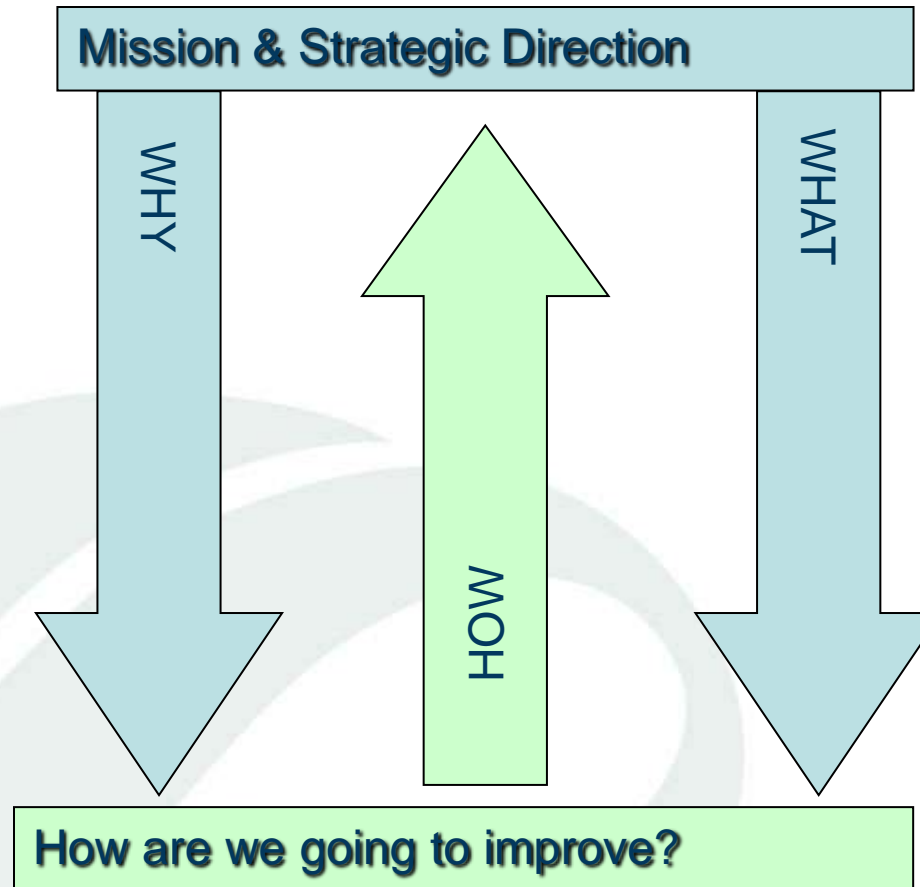 Mission & Strategic Direction
WHY
WHAT
HOW
How are we going to improve?